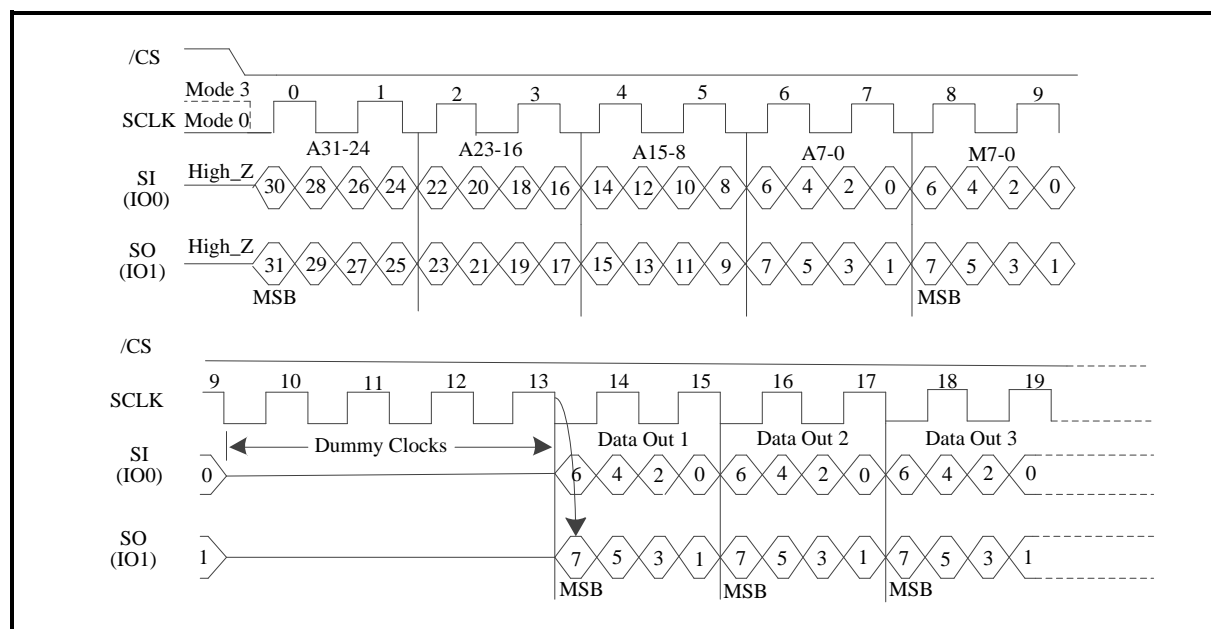 /CS
Mode 3
0 1 2 3 4 5 6 7 8 9
SCLK Mode 0
A31-24 A23-16 A15-8 A7-0 M7-0
SI
(IO0)
High_Z
30 28 26 24 22 20 18 16 14 12 10 8 6 4 2 0 6 4 2 0
SO
(IO1)
High_Z
31 29 27 25 23 21 19 17 15 13 11 9 7 5 3 1 7 5 3 1
MSB MSB
/CS
9 10 11 12 13 14 15 16 17 18 19
SCLK
Dummy Clocks Data Out 1 Data Out 2 Data Out 3
SI
(IO0)
0 6 4 2 0 6 4 2 0 6 4 2 0
SO
(IO1)
1 7 5 3 1 7 5 3 1 7 5 3 1
MSB MSB MSB